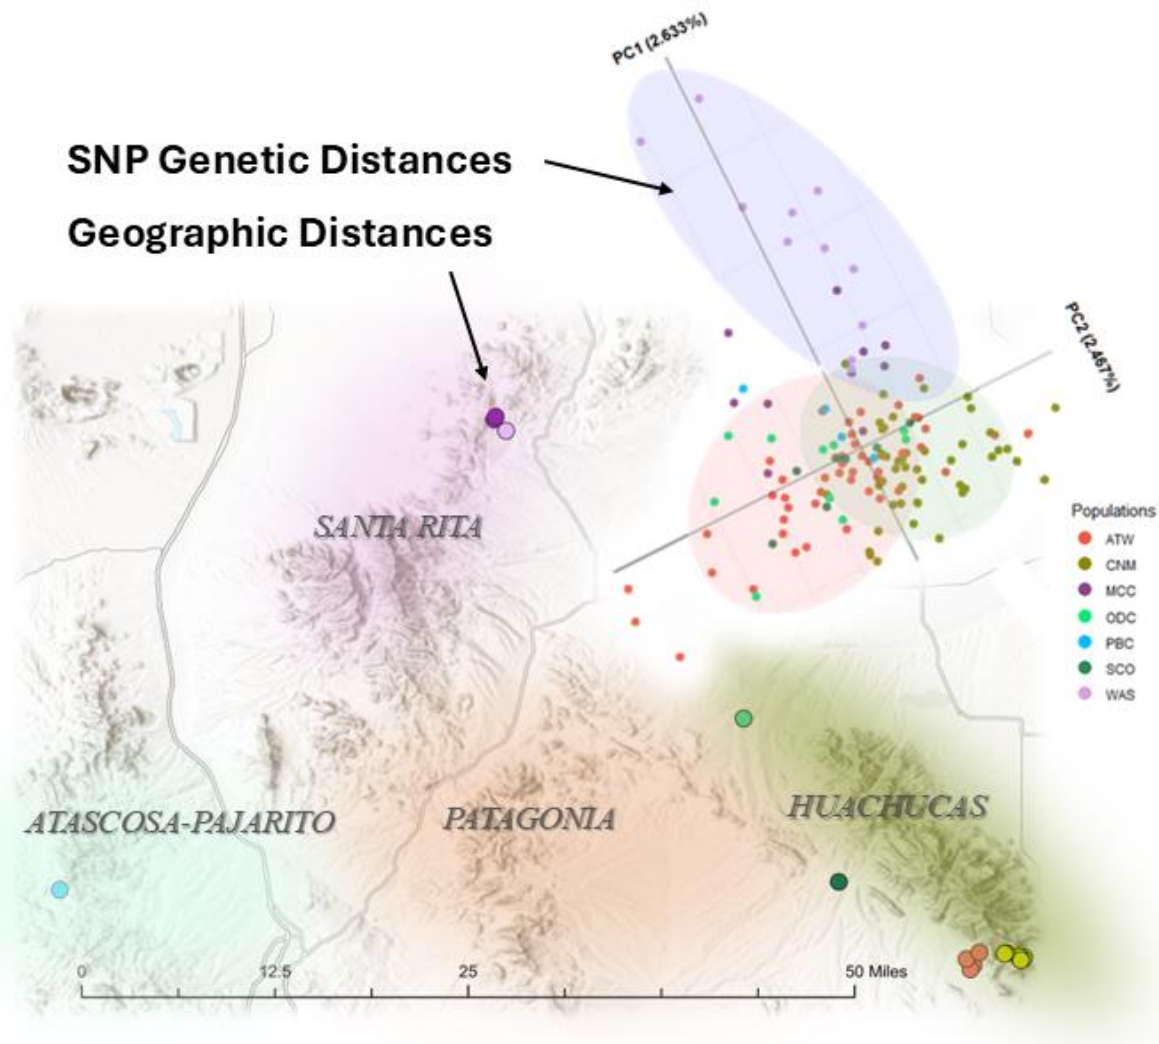 PC1 (2.633%)
SNP Genetic Distances
Geographic Distances
PC2 (2.467%)
SANTA RITA
Populations
ATW
CNM
MCC
ODC
PBC
SCO
WAS
ATASCOSA-PAJARITO
PATAGONIA
HUACHUCAS
0
12.5
25
50 Miles